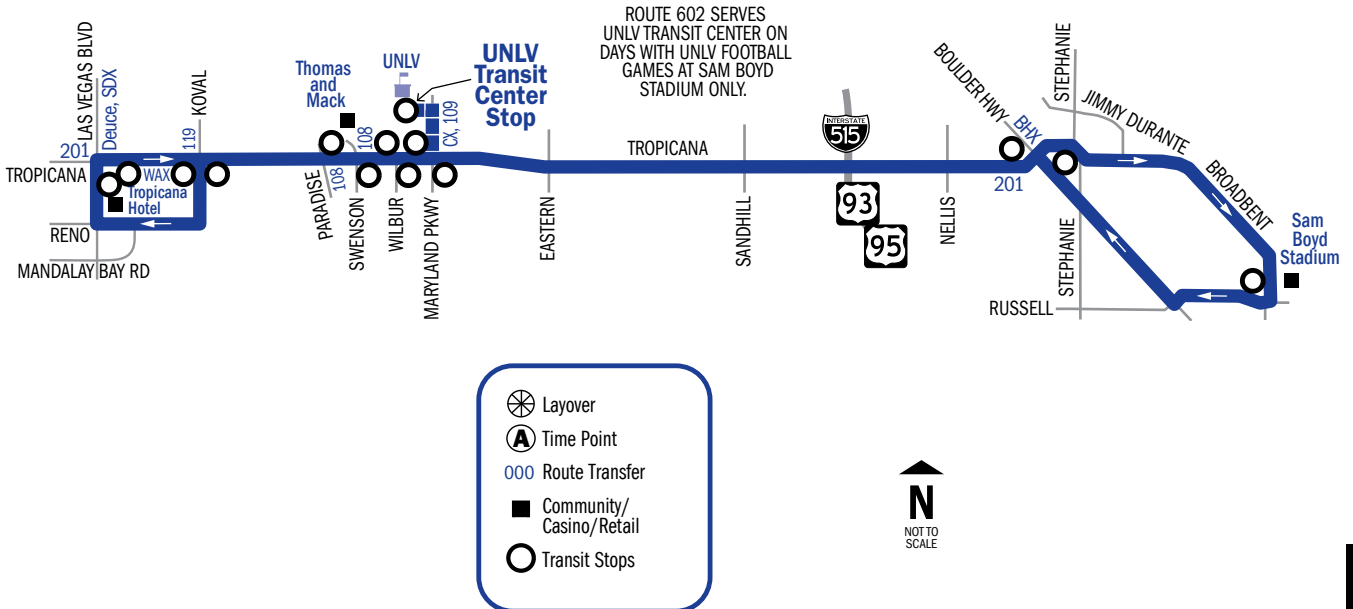 ROUTE 602 SERVES
UNLV TRANSIT CENTER ON
DAYS WITH UNLV FOOTBALL
GAMES AT SAM BOYD
STADIUM ONLY.
LAS VEGAS BLVD
Deuce, SDX
KOVAL
119
201
TROPICANA
WAX
Tropicana
Hotel
RENO
MANDALAY BAY RD
Thomas
and
Mack
UNLV
UNLV
Transit
Center
Stop
108
CX, 109
PARADISE
108
SWENSON
WILBUR
MARYLAND PKWY
EASTERN
TROPICANA
SANDHILL
INTERSTATE
515
93
95
NELLIS
BOULDER HWY
BHX
201
STEPHANIE
JIMMY DURANTE
BROADBENT
Sam
Boyd
Stadium
STEPHANIE
RUSSELL
Layover
A Time Point
000 Route Transfer
Community/
Casino/Retail
Transit Stops
N
NOT TO
SCALE